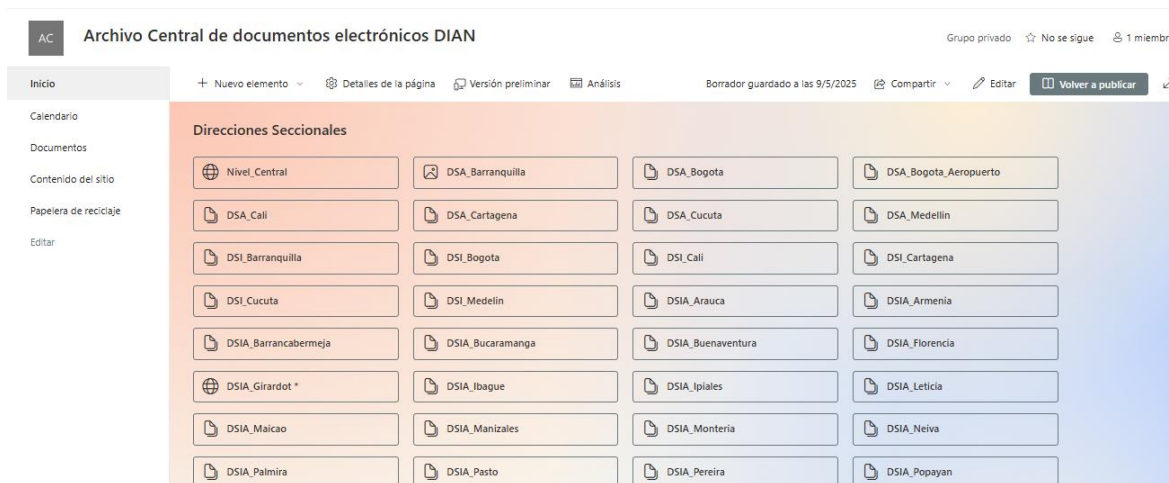 AC
Archivo Central de documentos electrónicos DIAN
Grupo privado No se sigue 1 miembr
Inicio
Calendario
Documentos
Contenido del sitio
Papelera de reciclaje
Editar
Nuevo elemento Detalles de la página Versión preliminar Análisis Borrador guardado a las 9/5/2025 Compartir Editar Volver a publicar
Direcciones Seccionales
Nivel_Central DSA_Barranquilla DSA_Bogota DSA_Bogota_Aeropuerto
DSA_Cali DSA_Cartagena DSA_Cucuta DSA_Medellin
DSI_Barranquilla DSI_Bogota DSI_Cali DSI_Cartagena
DSI_Cucuta DSI_Medelin DSIA_Arauca DSIA_Armenia
DSIA_Barrancabermeja DSIA_Bucaramanga DSIA_Buenaventura DSIA_Florencia
DSIA_Girardot * DSIA_Ibague DSIA_Ipiales DSIA_Leticia
DSIA_Maicao DSIA_Manizales DSIA_Monteria DSIA_Neiva
DSIA_Palmira DSIA_Pasto DSIA_Pereira DSIA_Popayan